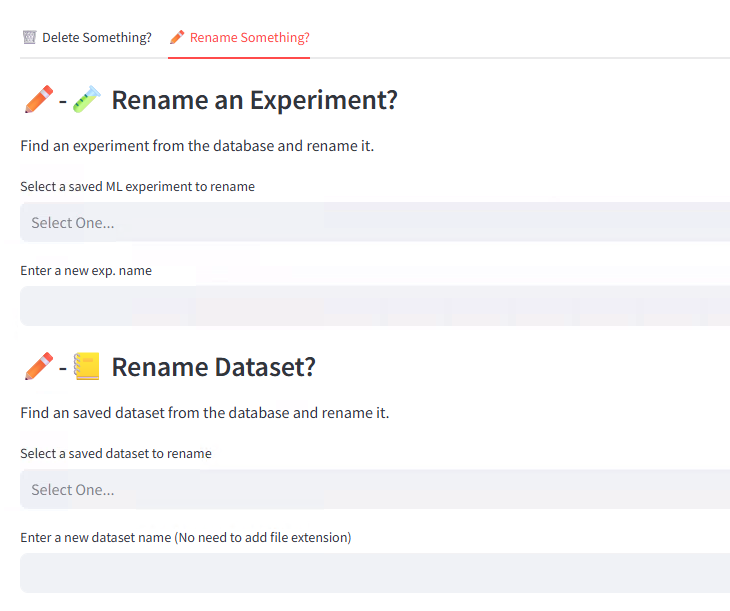 Delete Something? Rename Something?
- Rename an Experiment?
Find an experiment from the database and rename it.
Select a saved ML experiment to rename
Select One...
Enter a new exp. name
- Rename Dataset?
Find an saved dataset from the database and rename it.
Select a saved dataset to rename
Select One...
Enter a new dataset name (No need to add file extension)